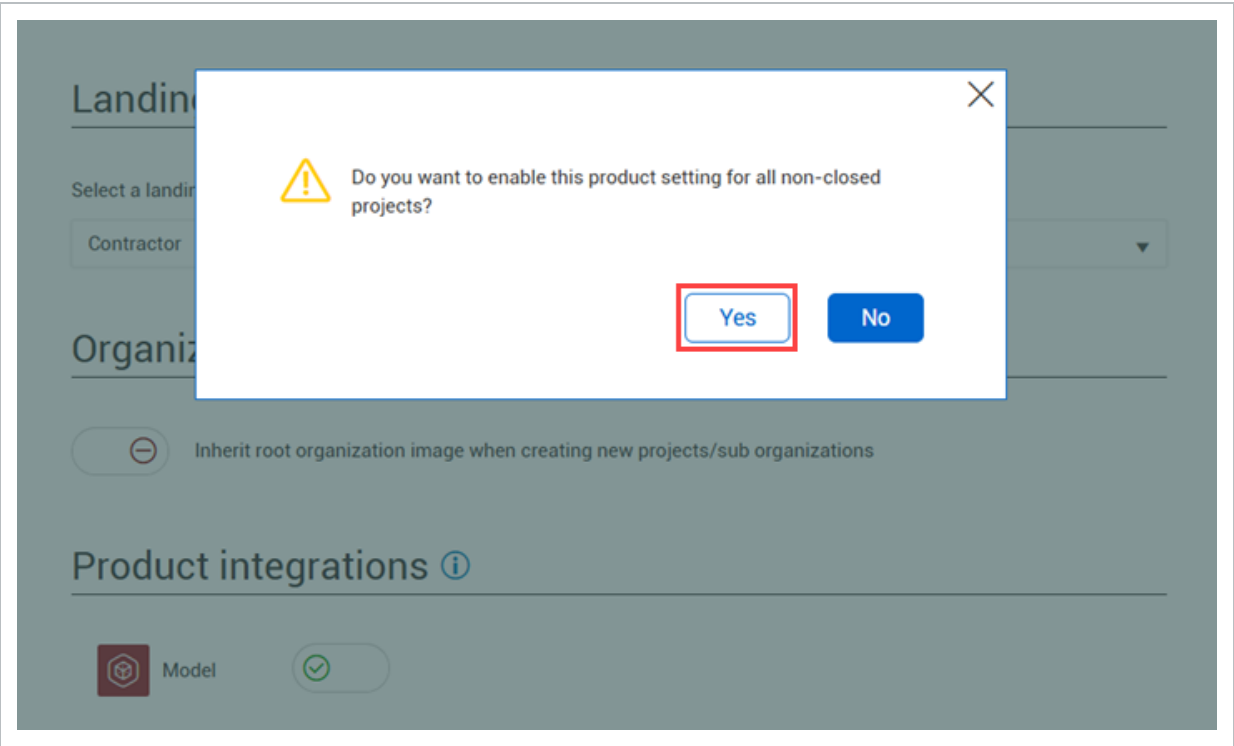 Landin
Do you want to enable this product setting for all non-closed
projects?
Select a landin
Contractor
Yes
No
Organiz
Inherit root organization image when creating new projects/sub organizations
Product integrations
Model